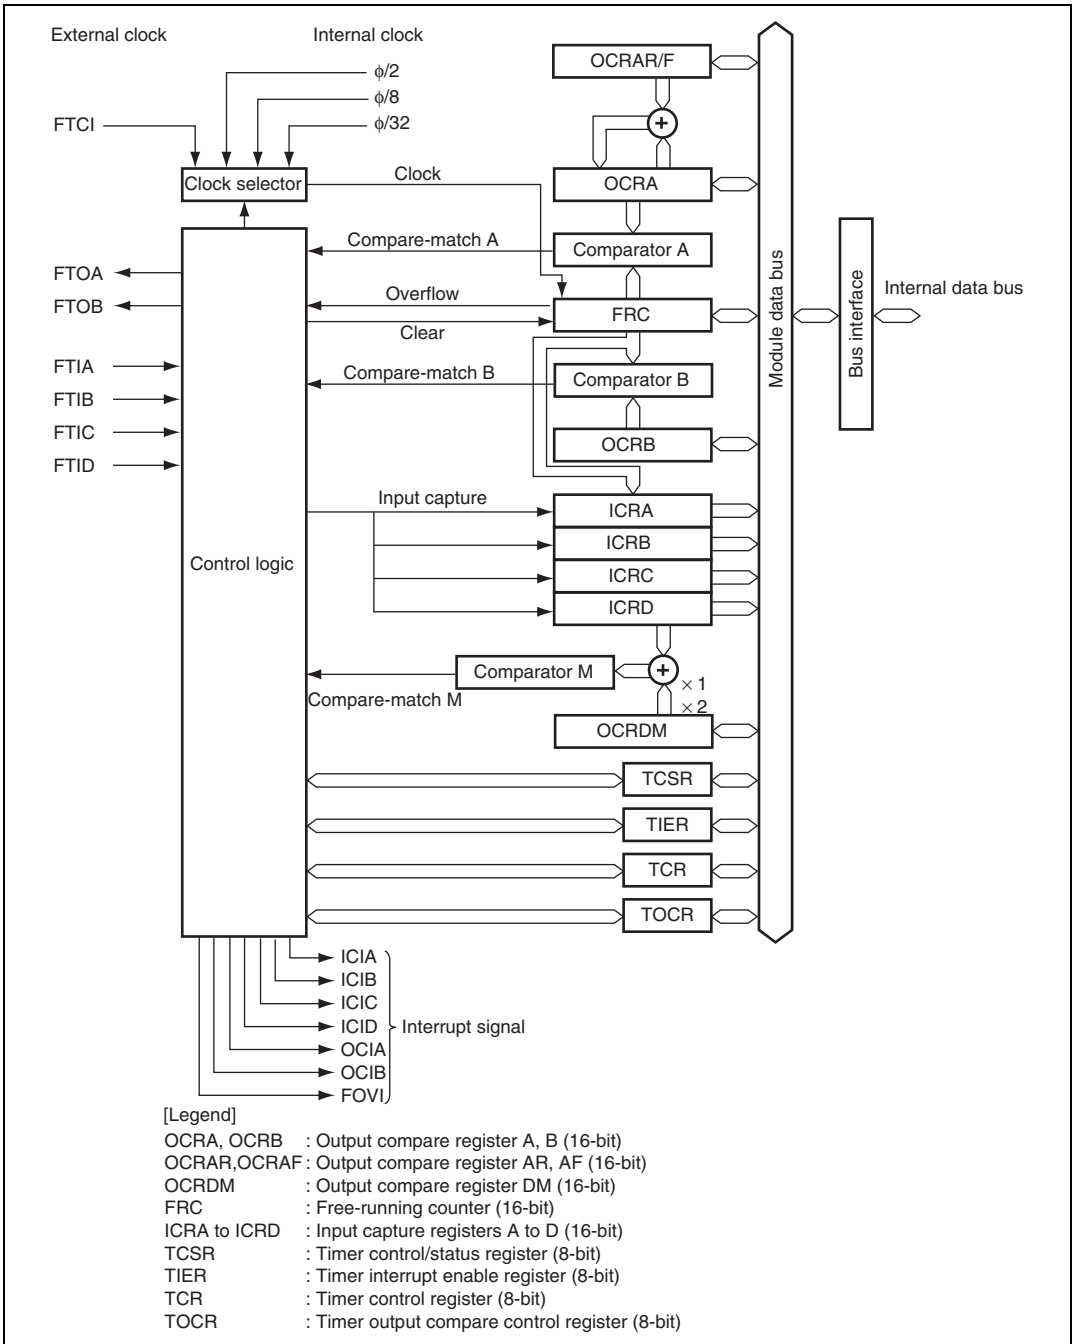 External clock
Internal clock
ϕ/2
ϕ/8
ϕ/32
FTCI
Clock selector
Clock
OCRAR/F
+
OCRA
Compare-match A
Comparator A
FTOA
FTOB
Overflow
FRC
Clear
Module data bus
Bus interface
Internal data bus
FTIA
FTIB
FTIC
FTID
Compare-match B
Comparator B
OCRB
Input capture
ICRA
ICRB
ICRC
ICRD
Control logic
Comparator M
+
× 1
× 2
Compare-match M
OCRDM
TCSR
TIER
TCR
TOCR
ICIA
ICIB
ICIC
ICID
OCIA
OCIB
FOVI
Interrupt signal
[Legend]
OCRA, OCRB : Output compare register A, B (16-bit)
OCRAR,OCRAF : Output compare register AR, AF (16-bit)
OCRDM : Output compare register DM (16-bit)
FRC : Free-running counter (16-bit)
ICRA to ICRD : Input capture registers A to D (16-bit)
TCSR : Timer control/status register (8-bit)
TIER : Timer interrupt enable register (8-bit)
TCR : Timer control register (8-bit)
TOCR : Timer output compare control register (8-bit)